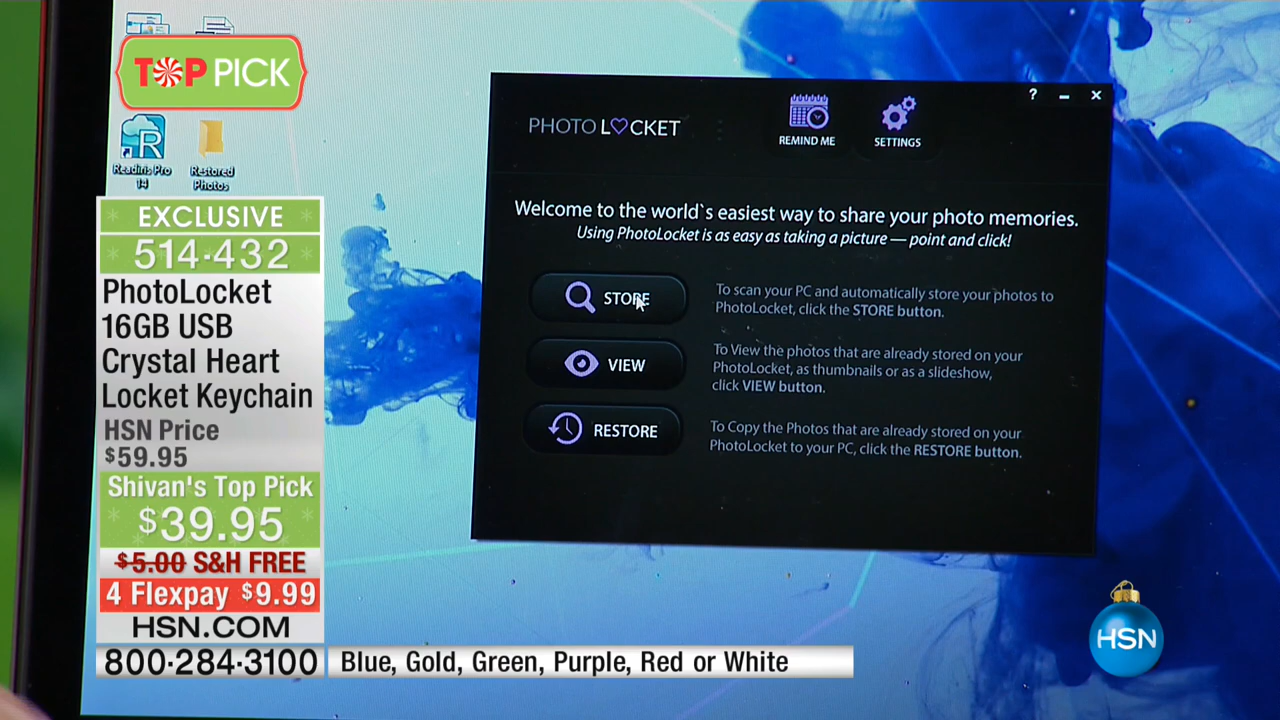 TOP PICK
Readiris Pro
14
Restored
Photos
EXCLUSIVE
514-432
PhotoLocket
16GB USB
Crystal Heart
Locket Keychain
HSN Price
$59.95
Shivan's Top Pick
$39.95
$5.00 S&H FREE
4 Flexpay $9.99
HSN.COM
800-284-3100
Blue, Gold, Green, Purple, Red or White
PHOTO LOCKET
REMIND ME
SETTINGS
?
Welcome to the world`s easiest way to share your photo memories.
Using PhotoLocket is as easy as taking a picture — point and click!
STORE
To scan your PC and automatically store your photos to
PhotoLocket, click the STORE button.
VIEW
To View the photos that are already stored on your
PhotoLocket, as thumbnails or as a slideshow,
click VIEW button.
RESTORE
To Copy the Photos that are already stored on your
PhotoLocket to your PC, click the RESTORE button.
HSN